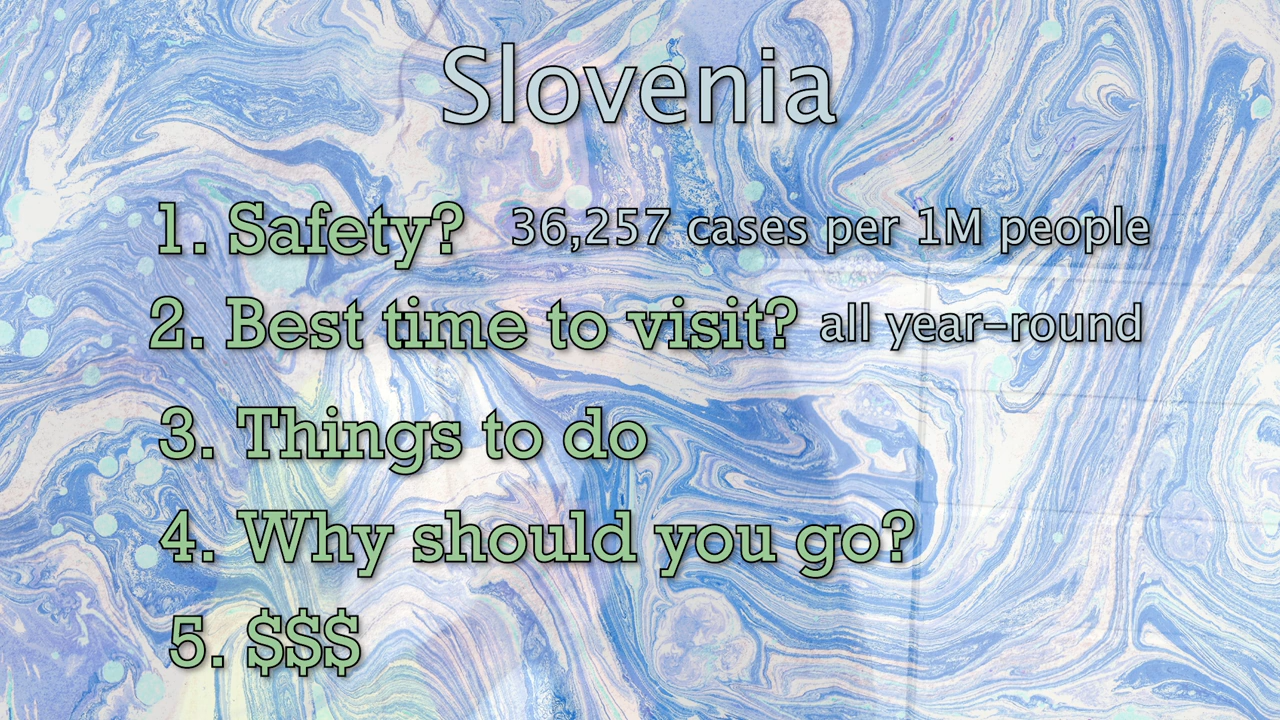 Slovenia
1. Safety? 36,257 cases per 1M people
2. Best time to visit? all year-round
3. Things to do
4. Why should you go?
5. $$$